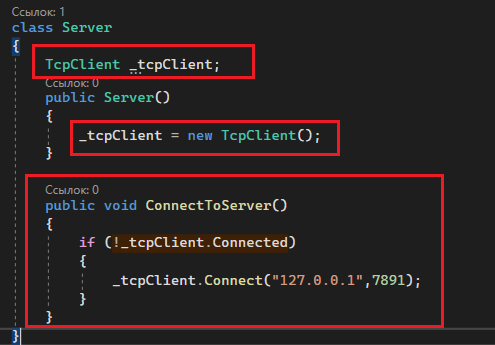 Ссылок: 1
class Server
{
TcpClient _tcpClient;
Ссылок: 0
public Server()
{
_tcpClient = new TcpClient();
}
Ссылок: 0
public void ConnectToServer()
{
if (!_tcpClient.Connected)
{
_tcpClient.Connect("127.0.0.1",7891);
}
}
}